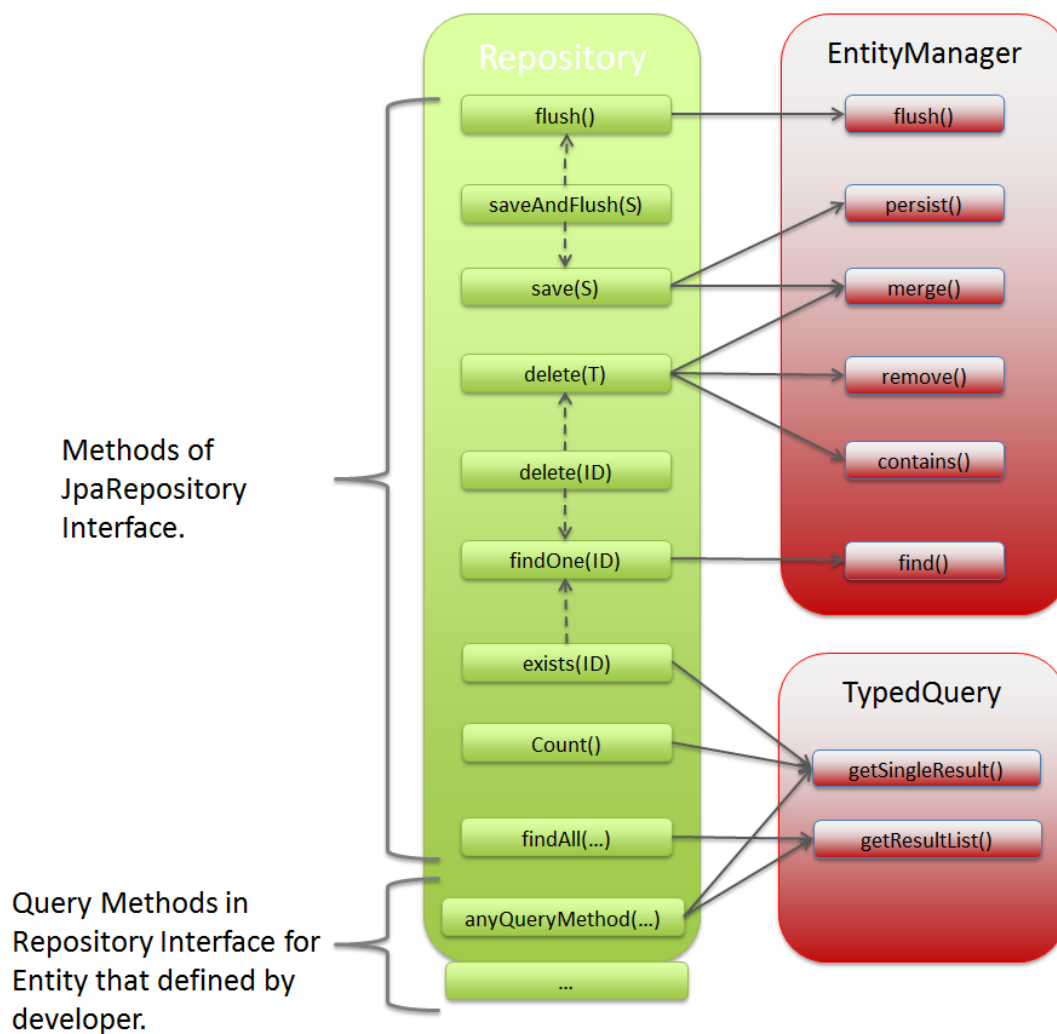 Repository
EntityManager
flush()
flush()
saveAndFlush(S)
persist()
save(S)
merge()
delete(T)
remove()
Methods of
JpaRepository
Interface.
delete(ID)
contains()
findOne(ID)
find()
exists(ID)
TypedQuery
Count()
getSingleResult()
findAll(...)
getResultList()
Query Methods in
Repository Interface for
Entity that defined by
developer.
anyQueryMethod(...)
...